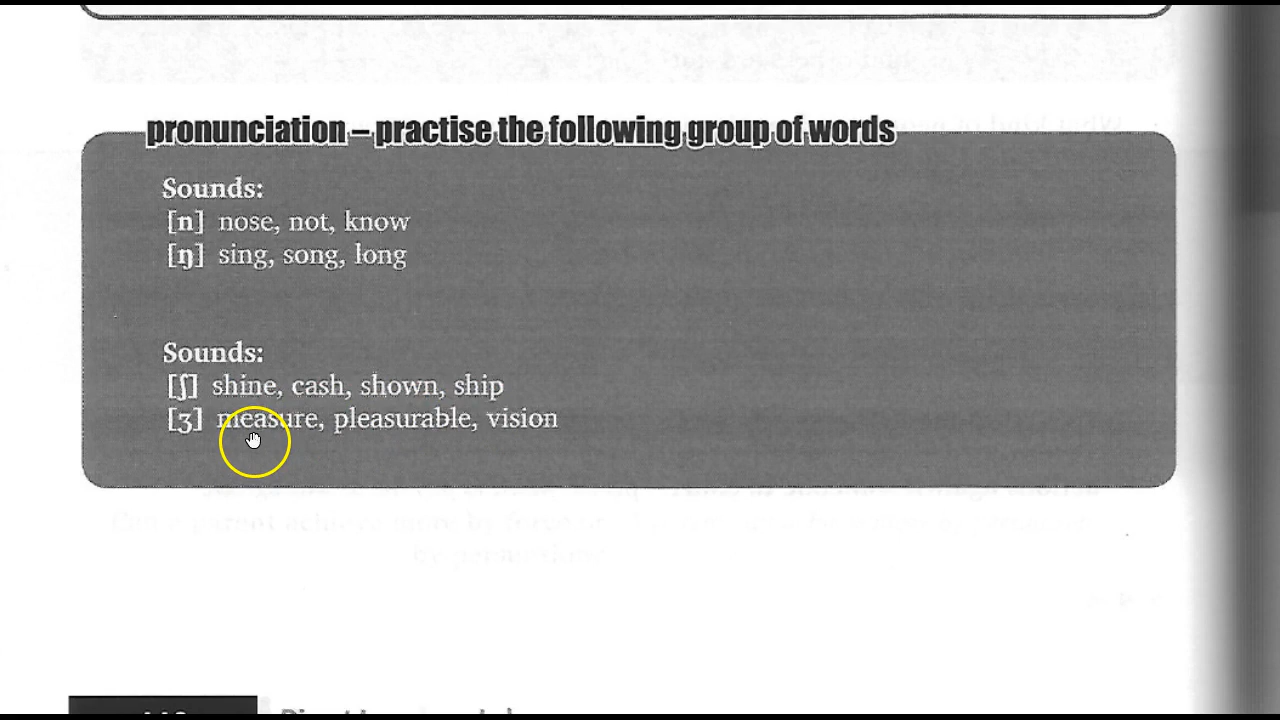 pronunciation – practise the following group of words
Sounds:
[n] nose, not, know
[ŋ] sing, song, long
Sounds:
[ʃ] shine, cash, shown, ship
[ʒ] measure, pleasurable, vision